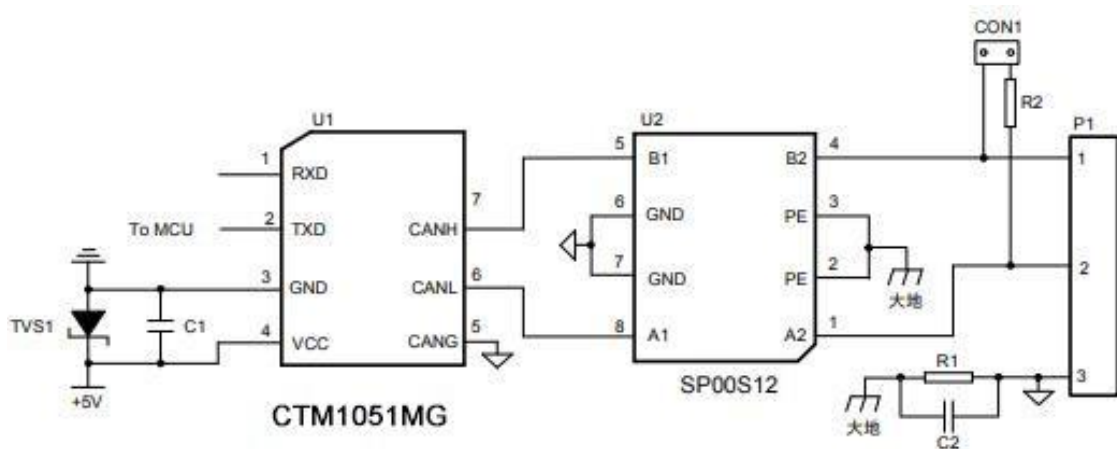 CON1
R2
U1
U2
P1
1
RXD
5
B1
B2
4
1
7
6
GND
PE
3
To MCU
2
TXD
CANH
3
GND
6
CANL
7
GND
PE
2
2
大地
TVS1
C1
4
VCC
5
CANG
8
A1
A2
1
+5V
SP00S12
R1
3
CTM1051MG
大地
C2